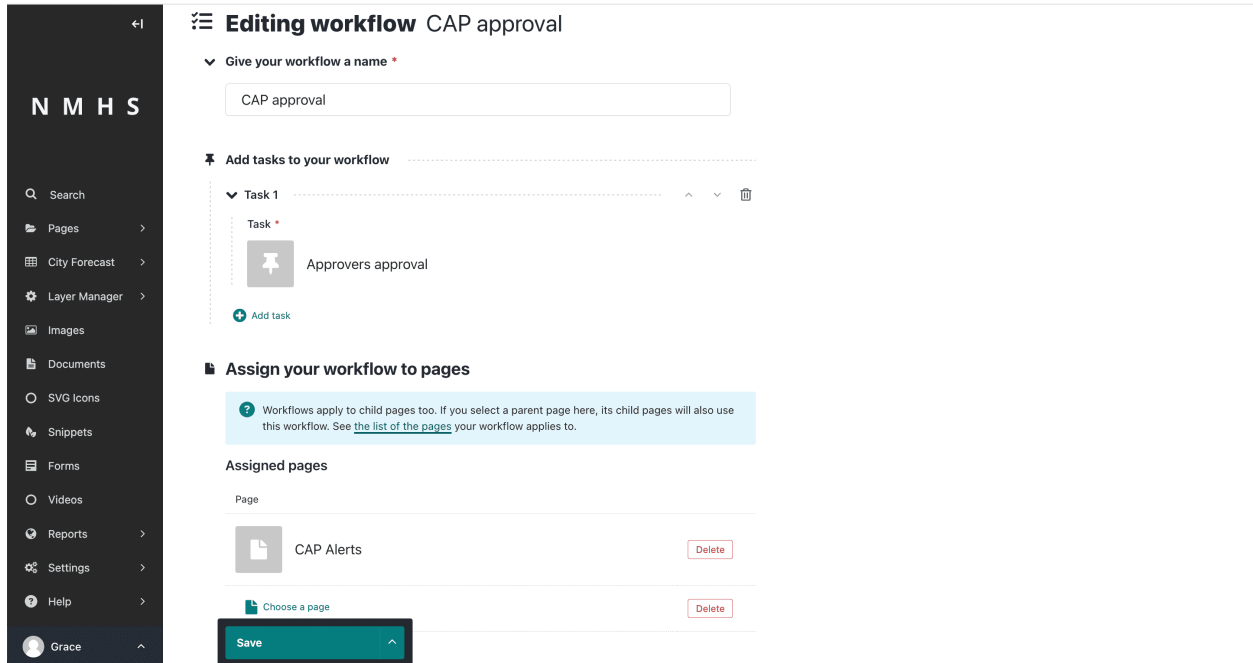 Editing workflow CAP approval
Give your workflow a name *
NMHS
CAP approval
Add tasks to your workflow
Search
Task 1
Pages
Task *
City Forecast
Approvers approval
Layer Manager
Add task
Images
Documents
Assign your workflow to pages
SVG Icons
Workflows apply to child pages too. If you select a parent page here, its child pages will also use
this workflow. See the list of the pages your workflow applies to.
Snippets
Forms
Assigned pages
Videos
Page
Reports
CAP Alerts
Delete
Settings
Help
Choose a page
Delete
Save
Grace